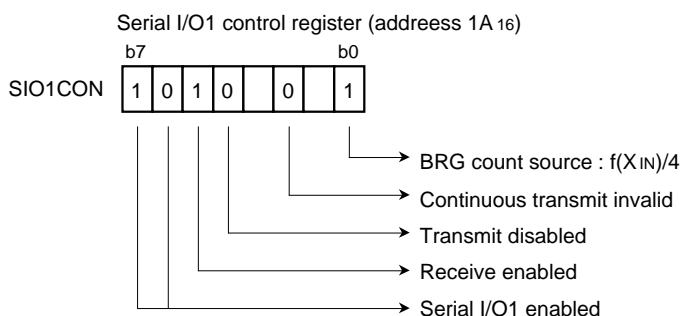 Serial I/O1 control register (addreess 1A 16)
b7 b0
SIO1CON 1 0 1 0 0 1
BRG count source : f(XIN)/4
Continuous transmit invalid
Transmit disabled
Receive enabled
Serial I/O1 enabled